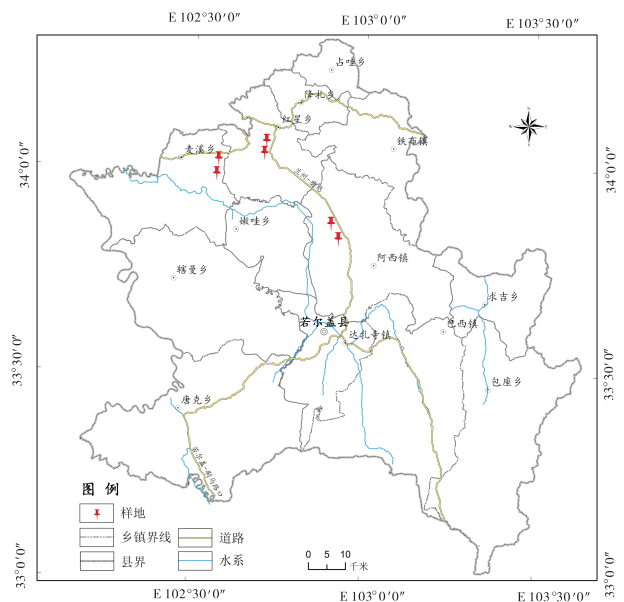 E 102°30′0″
E 103°0′0″
E 103°30′0″
占哇乡
降扎乡
红星乡
铁布镇
麦溪乡
34°0′0″
34°0′0″
嫩哇乡
阿西镇
辖曼乡
求吉乡
若尔盖县
巴西镇
达扎寺镇
33°30′0″
33°30′0″
包座乡
唐克乡
图 例
样地
乡镇界线
道路
县界
水系
0 5 10
千米
33°0′0″
33°0′0″
E 102°30′0″
E 103°0′0″
E 103°30′0″